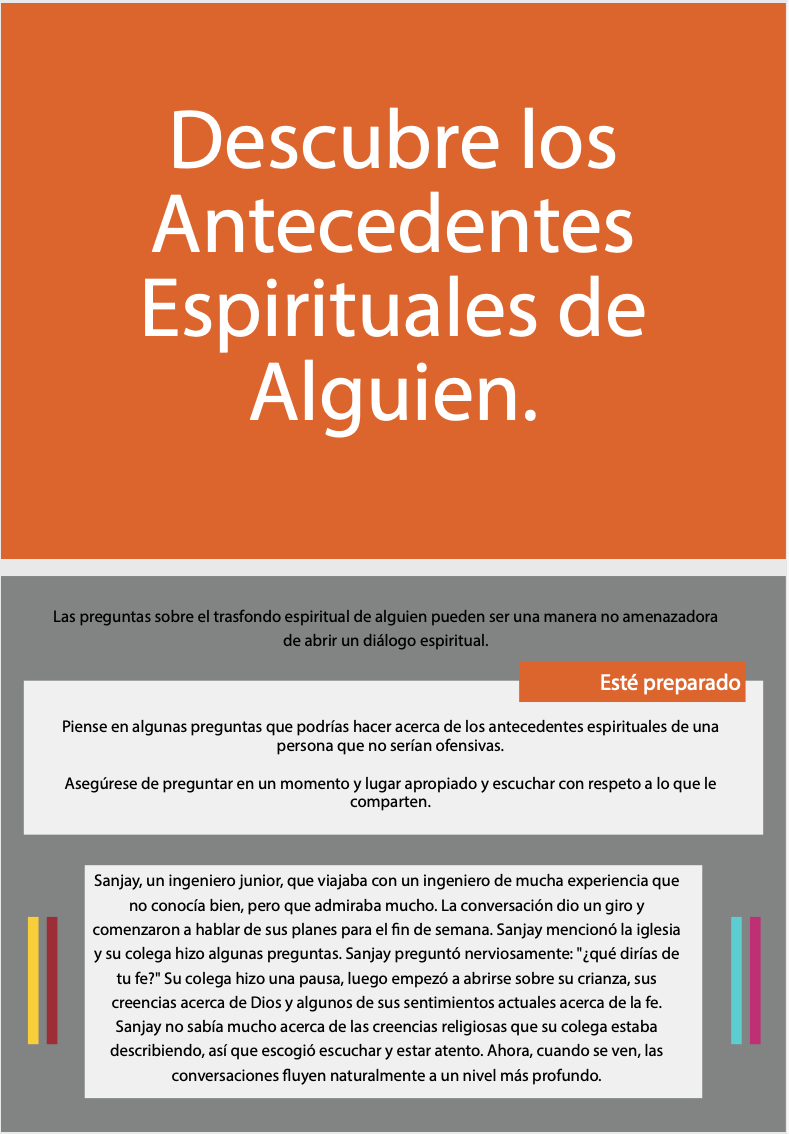 Descubre los
Antecedentes
Espirituales de
Alguien.
Las preguntas sobre el trasfondo espiritual de alguien pueden ser una manera no amenazadora
de abrir un diálogo espiritual.
Esté preparado
Piense en algunas preguntas que podrías hacer acerca de los antecedentes espirituales de una
persona que no serían ofensivas.
Asegúrese de preguntar en un momento y lugar apropiado y escuchar con respeto a lo que le
comparten.
Sanjay, un ingeniero junior, que viajaba con un ingeniero de mucha experiencia que
no conocía bien, pero que admiraba mucho. La conversación dio un giro y
comenzaron a hablar de sus planes para el fin de semana. Sanjay mencionó la iglesia
y su colega hizo algunas preguntas. Sanjay preguntó nerviosamente: "¿qué dirías de
tu fe?" Su colega hizo una pausa, luego empezó a abrirse sobre su crianza, sus
creencias acerca de Dios y algunos de sus sentimientos actuales acerca de la fe.
Sanjay no sabía mucho acerca de las creencias religiosas que su colega estaba
describiendo, así que escogió escuchar y estar atento. Ahora, cuando se ven, las
conversaciones fluyen naturalmente a un nivel más profundo.